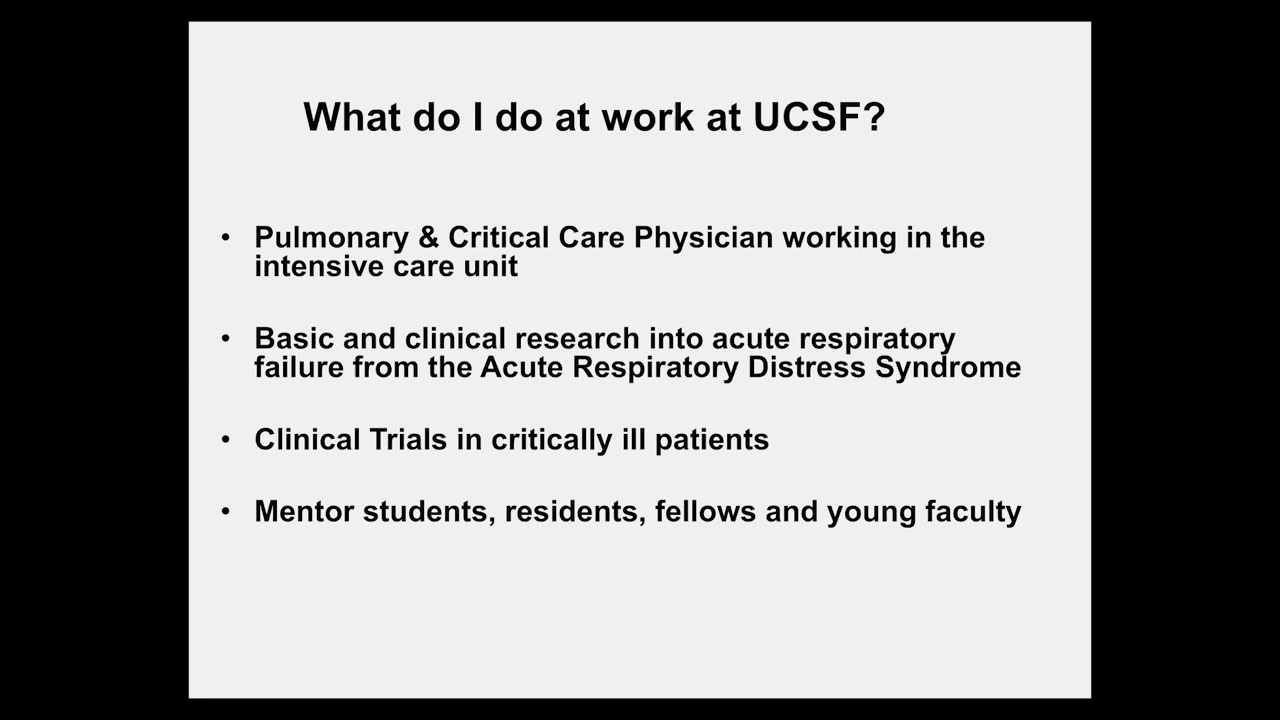 What do I do at work at UCSF?
• Pulmonary & Critical Care Physician working in the
intensive care unit
• Basic and clinical research into acute respiratory
failure from the Acute Respiratory Distress Syndrome
• Clinical Trials in critically ill patients
• Mentor students, residents, fellows and young faculty